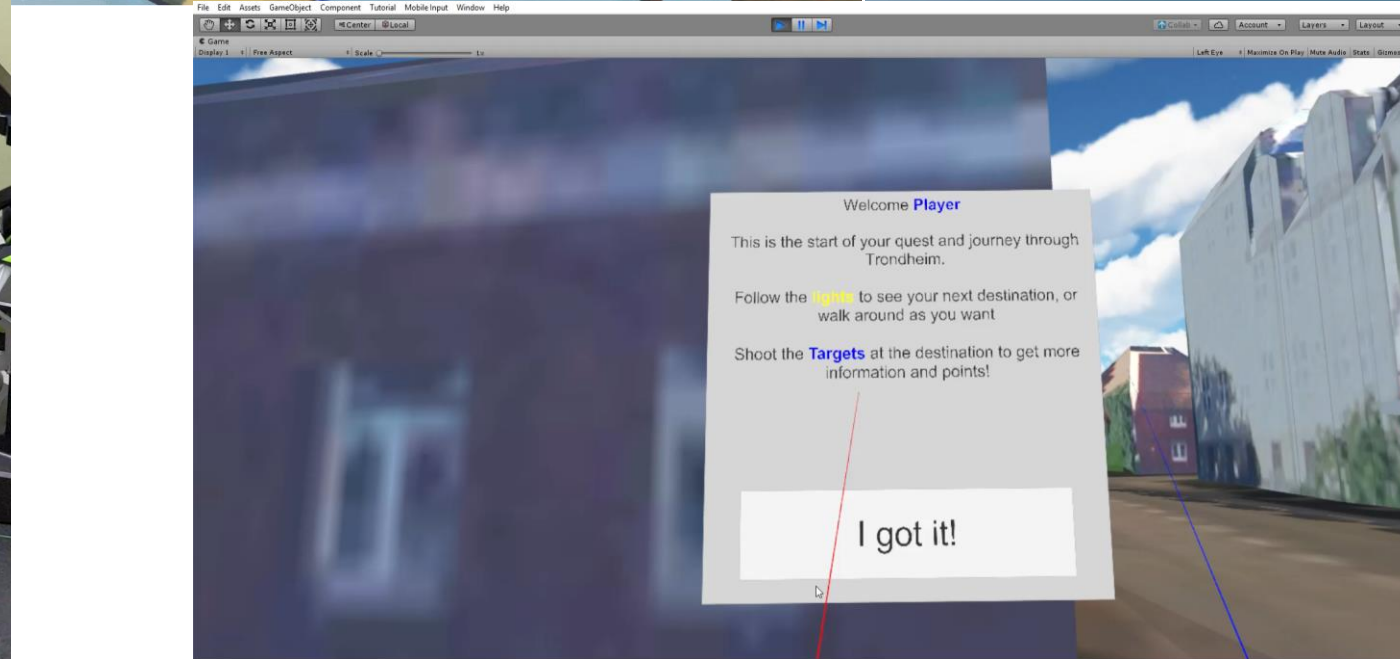 File Edit Assets GameObject Component Tutorial Mobile Input Window Help
Center Local
Collab Account Layers Layout
Game
Display 1 Free Aspect Scale 1x Left Eye Maximize On Play Mute Audio Stats Gizmos
Welcome Player
This is the start of your quest and journey through
Trondheim.
Follow the lights to see your next destination, or
walk around as you want
Shoot the Targets at the destination to get more
information and points!
I got it!